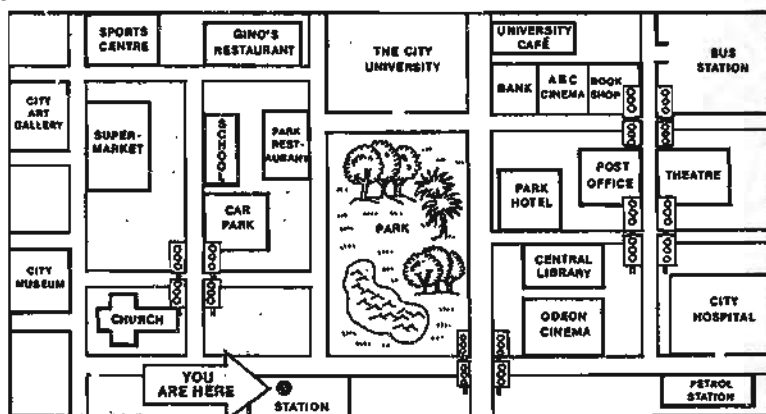 SPORTS
CENTRE
GINO'S
RESTAURANT
THE CITY
UNIVERSITY
UNIVERSITY
CAFÉ
BUS
STATION
CITY
ART
GALLERY
SUPER-
MARKET
SCHOOL
PARK
REST-
AURANT
BANK
ABC
CINEMA
BOOK
SHOP
CAR
PARK
PARK
PARK
HOTEL
POST
OFFICE
THEATRE
CITY
MUSEUM
CHURCH
CENTRAL
LIBRARY
ODEON
CINEMA
CITY
HOSPITAL
YOU
ARE HERE
STATION
PETROL
STATION